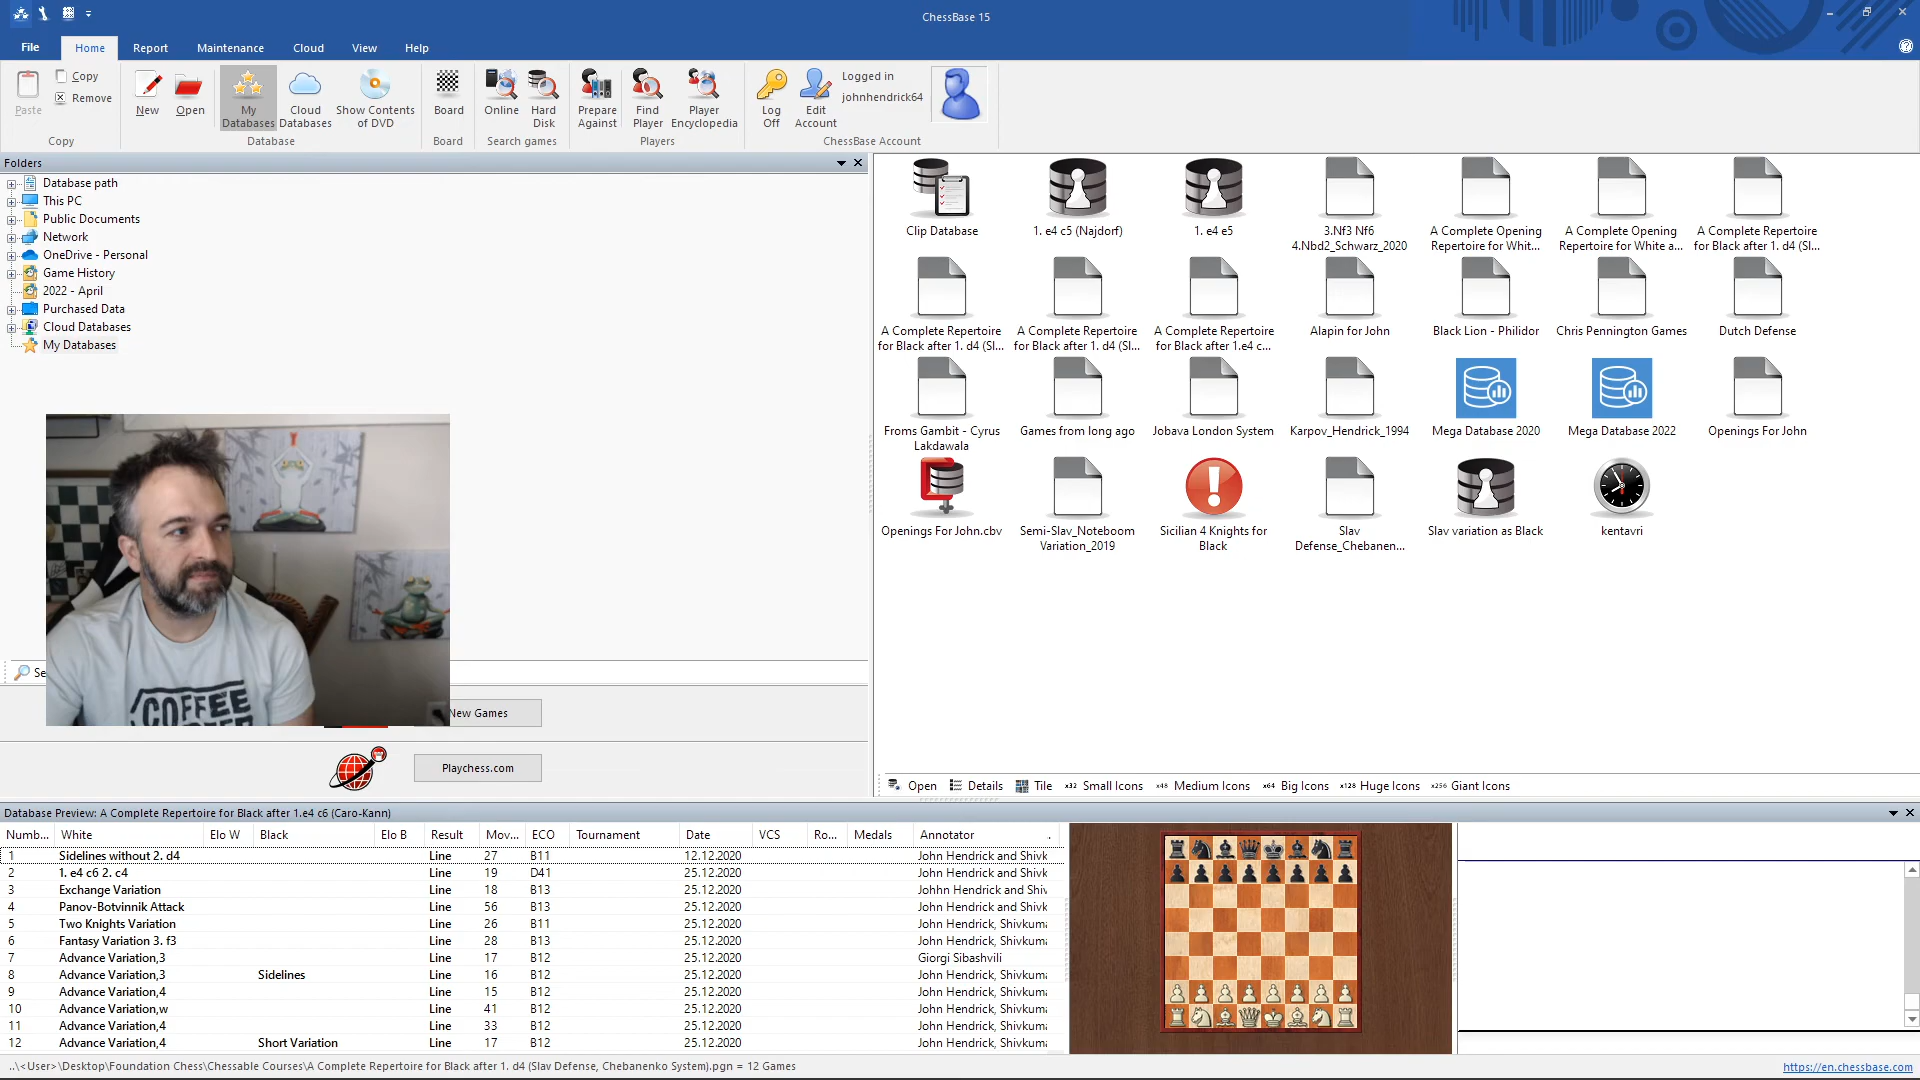 ChessBase 15
File Home Report Maintenance Cloud View Help
Paste
Copy
Remove
Copy
New
Open
My Databases
Cloud Databases
Show Contents of DVD
Database
Board
Board
Online
Hard Disk
Search games
Prepare Against
Find Player
Player Encyclopedia
Players
Log Off
Edit Account
Logged in
johnhendrick64
ChessBase Account
Folders
Database path
This PC
Public Documents
Network
OneDrive - Personal
Game History
2022 - April
Purchased Data
Cloud Databases
My Databases
COFFEE
Se
New Games
Playchess.com
Clip Database
1. e4 c5 (Najdorf)
1. e4 e5
3.Nf3 Nf6
4.Nbd2_Schwarz_2020
A Complete Opening
Repertoire for Whit...
A Complete Opening
Repertoire for White a...
A Complete Repertoire
for Black after 1. d4 (Sl...
A Complete Repertoire
for Black after 1. d4 (Sl...
A Complete Repertoire
for Black after 1. d4 (Sl...
A Complete Repertoire
for Black after 1.e4 c...
Alapin for John
Black Lion - Philidor
Chris Pennington Games
Dutch Defense
Froms Gambit - Cyrus
Lakdawala
Games from long ago
Jobava London System
Karpov_Hendrick_1994
Mega Database 2020
Mega Database 2022
Openings For John
Openings For John.cbv
Semi-Slav_Noteboom
Variation_2019
Sicilian 4 Knights for
Black
Slav
Defense_Chebanen...
Slav variation as Black
kentavri
Open Details Tile x32 Small Icons x48 Medium Icons x64 Big Icons x128 Huge Icons x256 Giant Icons
Database Preview: A Complete Repertoire for Black after 1.e4 c6 (Caro-Kann)
Numb... White Elo W Black Elo B Result Mov... ECO Tournament Date VCS Ro... Medals Annotator
1 Sidelines without 2. d4 Line 27 B11 12.12.2020 John Hendrick and Shivk
2 1. e4 c6 2. c4 Line 19 D41 25.12.2020 John Hendrick and Shivk
3 Exchange Variation Line 18 B13 25.12.2020 Johhn Hendrick and Shiv
4 Panov-Botvinnik Attack Line 56 B13 25.12.2020 John Hendrick and Shivk
5 Two Knights Variation Line 26 B11 25.12.2020 John Hendrick, Shivkuma
6 Fantasy Variation 3. f3 Line 28 B13 25.12.2020 John Hendrick, Shivkuma
7 Advance Variation,3 Line 17 B12 25.12.2020 Giorgi Sibashvili
8 Advance Variation,3 Sidelines Line 16 B12 25.12.2020 John Hendrick, Shivkuma
9 Advance Variation,4 Line 15 B12 25.12.2020 John Hendrick, Shivkuma
10 Advance Variation,w Line 41 B12 25.12.2020 John Hendrick, Shivkuma
11 Advance Variation,4 Line 33 B12 25.12.2020 John Hendrick, Shivkuma
12 Advance Variation,4 Short Variation Line 17 B12 25.12.2020 John Hendrick, Shivkuma
..\<User>\Desktop\Foundation Chess\Chessable Courses\A Complete Repertoire for Black after 1. d4 (Slav Defense, Chebanenko System).pgn = 12 Games
https://en.chessbase.com